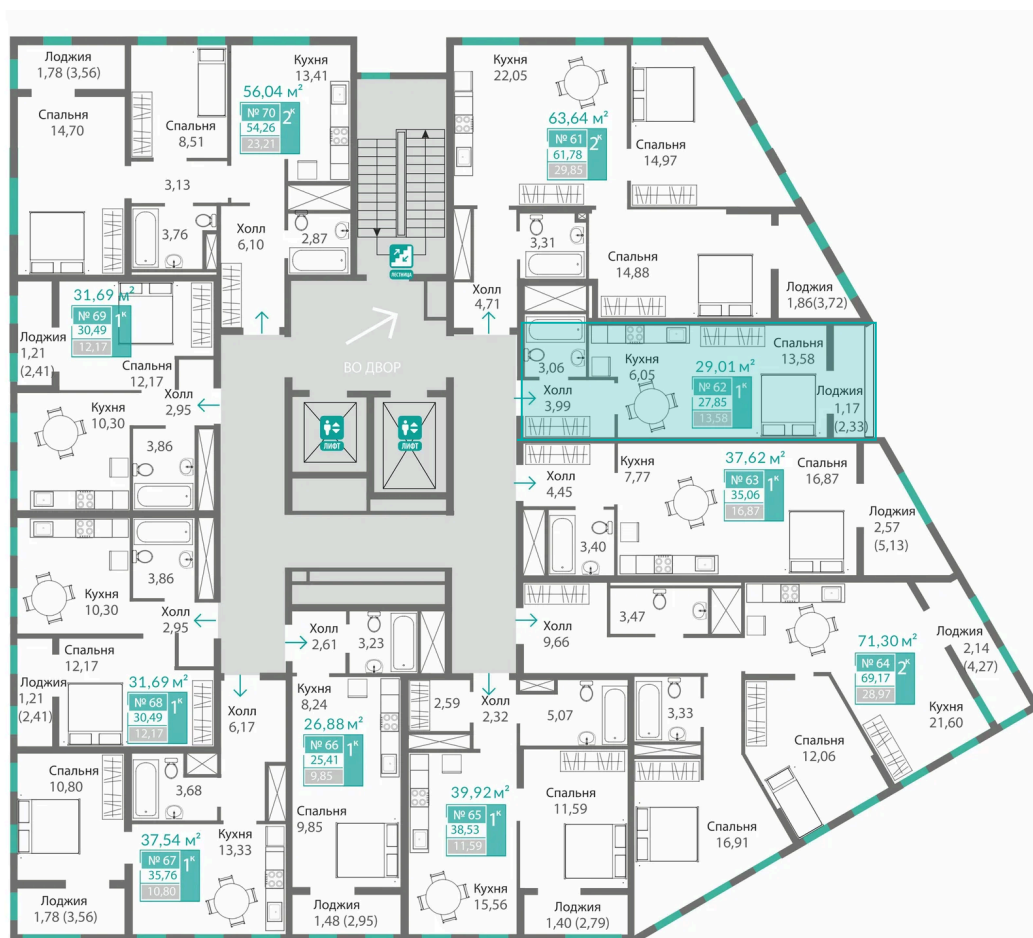 Лоджия
1,78 (3,56)
Спальня
14,70
Спальня
8,51
56,04 м²
№ 70
54,26
23,21
2к
Кухня
13,41
3,13
3,76
Холл
6,10
2,87
ЛЕСТНИЦА
Кухня
22,05
63,64 м²
№ 61
61,78
29,85
2к
Спальня
14,97
3,31
Спальня
14,88
Холл
4,71
Лоджия
1,86(3,72)
31,69 м²
№ 69
30,49
12,17
1к
Лоджия
1,21
(2,41)
Спальня
12,17
Холл
2,95
Кухня
10,30
3,86
ВО ДВОР
ЛИФТ
ЛИФТ
3,06
Кухня
6,05
Холл
3,99
29,01 м²
№ 62
27,85
13,58
1к
Спальня
13,58
Лоджия
1,17
(2,33)
Холл
4,45
Кухня
7,77
37,62 м²
№ 63
35,06
16,87
1к
Спальня
16,87
Лоджия
2,57
(5,13)
3,40
3,86
Кухня
10,30
Холл
2,95
Спальня
12,17
Лоджия
1,21
(2,41)
31,69 м²
№ 68
30,49
12,17
1к
Холл
2,61
3,23
Холл
9,66
3,47
71,30 м²
№ 64
69,17
28,97
2к
Лоджия
2,14
(4,27)
Кухня
21,60
Холл
6,17
Кухня
8,24
26,88 м²
№ 66
25,41
9,85
1к
Спальня
9,85
2,59
Холл
2,32
5,07
3,33
Спальня
12,06
Спальня
10,80
3,68
37,54 м²
№ 67
35,76
10,80
1к
Кухня
13,33
39,92 м²
№ 65
38,53
11,59
1к
Спальня
11,59
Спальня
16,91
Кухня
15,56
Лоджия
1,78 (3,56)
Лоджия
1,48 (2,95)
Лоджия
1,40 (2,79)